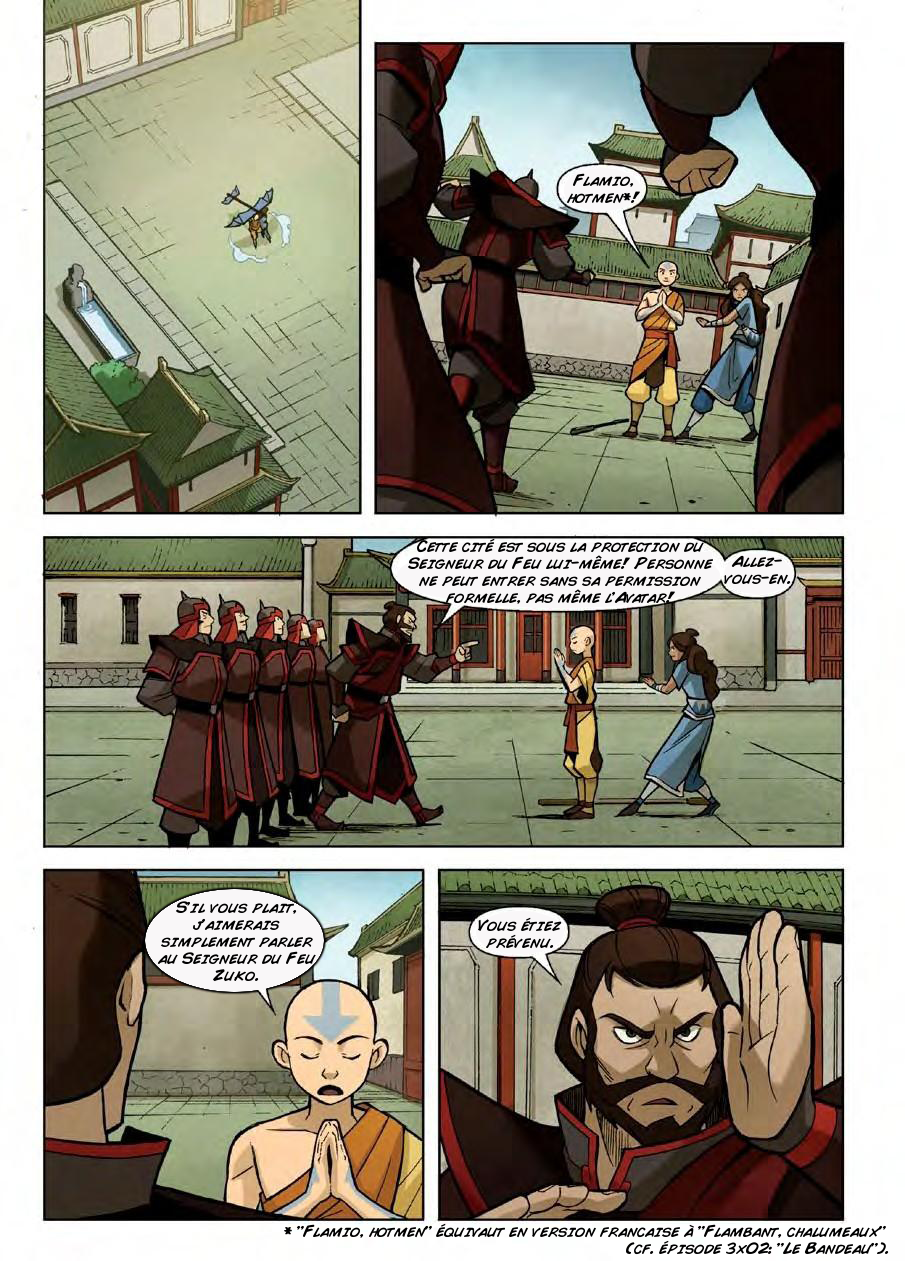 FLAMIO,
HOTMEN*!
CETTE CITÉ EST SOUS LA PROTECTION DU
SEIGNEUR DU FEU LUI-MÊME! PERSONNE
NE PEUT ENTRER SANS SA PERMISSION
FORMELLE, PAS MÊME L'AVATAR!
ALLEZ-
VOUS-EN.
S'IL VOUS PLAIT,
J'AIMERAIS
SIMPLEMENT PARLER
AU SEIGNEUR DU FEU
ZUKO.
VOUS ÉTIEZ
PRÉVENU.
* "FLAMIO, HOTMEN" ÉQUIVAUT EN VERSION FRANCAISE À "FLAMBANT, CHALUMEAUX"
(CF. ÉPISODE 3X02: "LE BANDEAU").